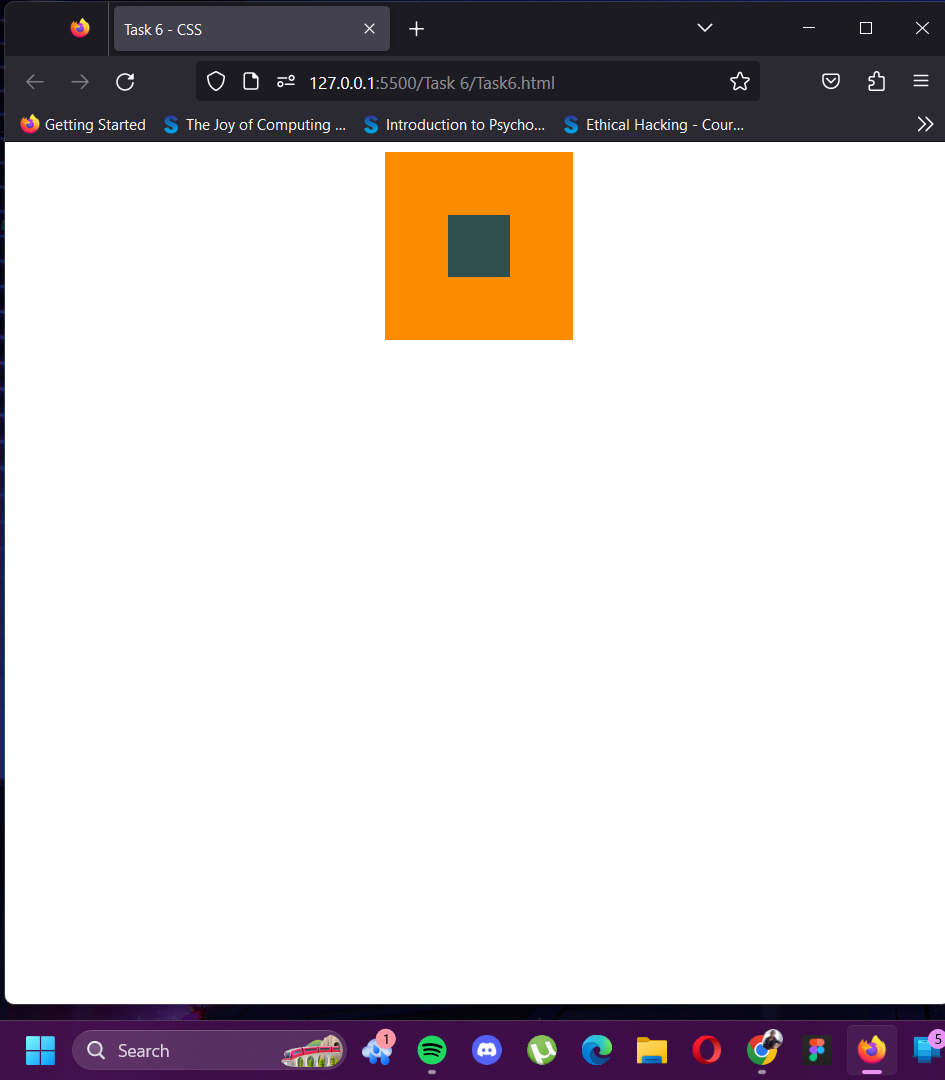 Task 6 - CSS
127.0.0.1:5500/Task 6/Task6.html
Getting Started The Joy of Computing ... Introduction to Psycho... Ethical Hacking - Cour...
Search 1 5